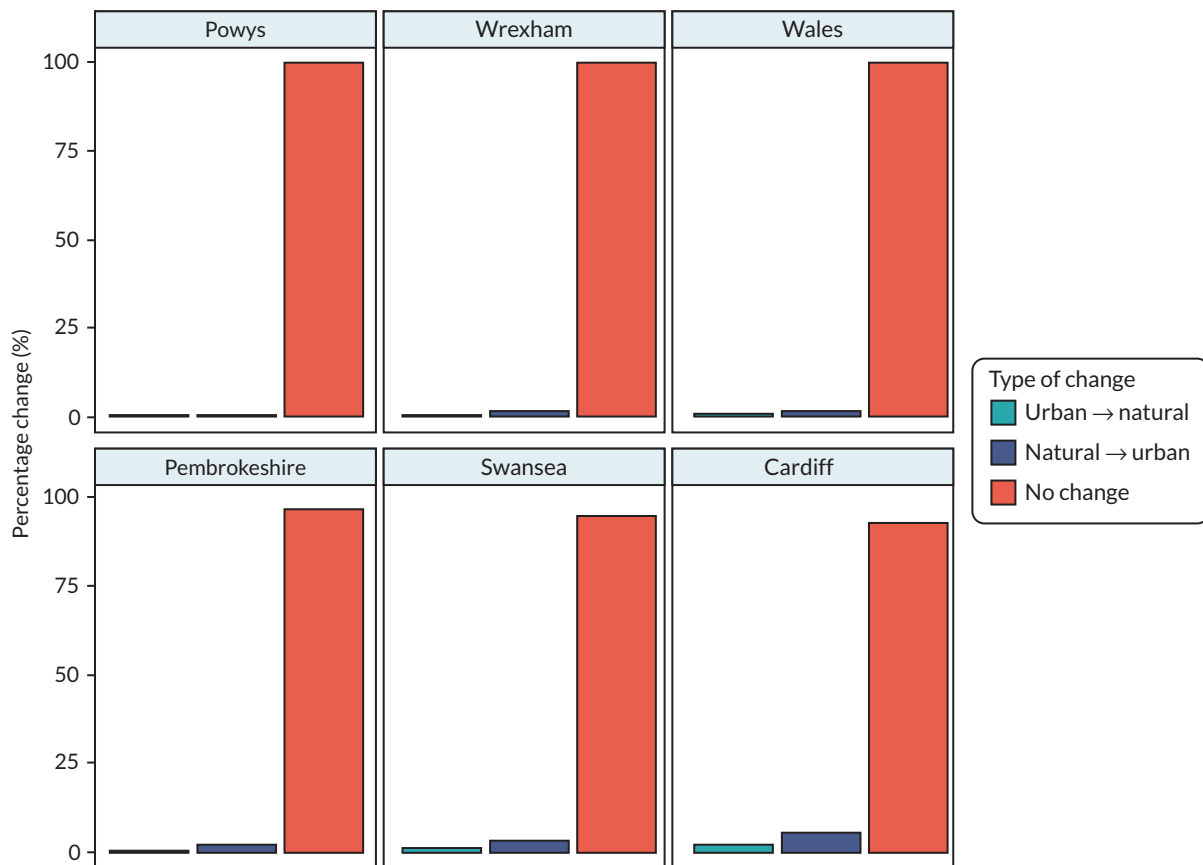 Powys
Wrexham
Wales
100
75
50
25
0
Pembrokeshire
Swansea
Cardiff
100
75
50
25
0
Percentage change (%)
Type of change
Urban → natural
Natural → urban
No change